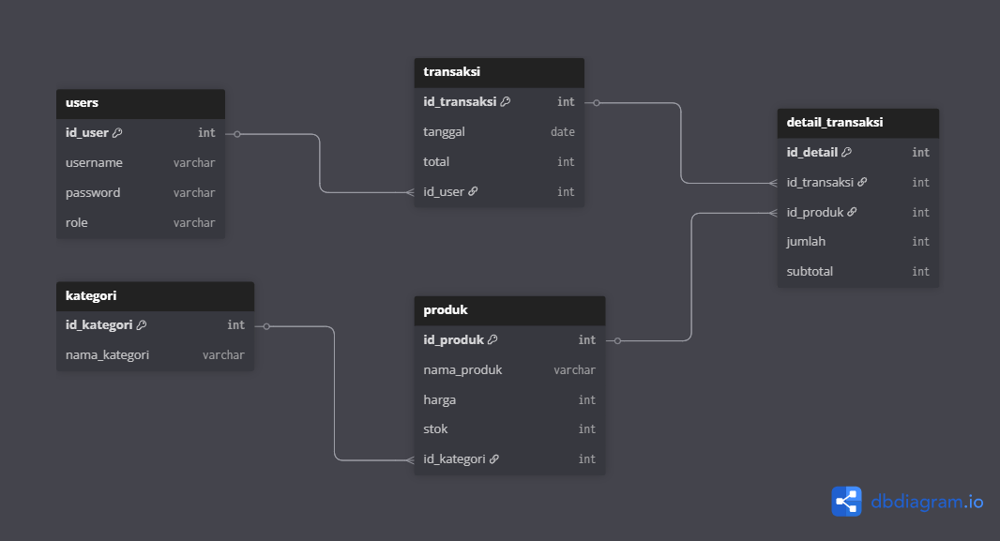 users
id_user int
username varchar
password varchar
role varchar
transaksi
id_transaksi int
tanggal date
total int
id_user int
detail_transaksi
id_detail int
id_transaksi int
id_produk int
jumlah int
subtotal int
kategori
id_kategori int
nama_kategori varchar
produk
id_produk int
nama_produk varchar
harga int
stok int
id_kategori int
dbdiagram.io